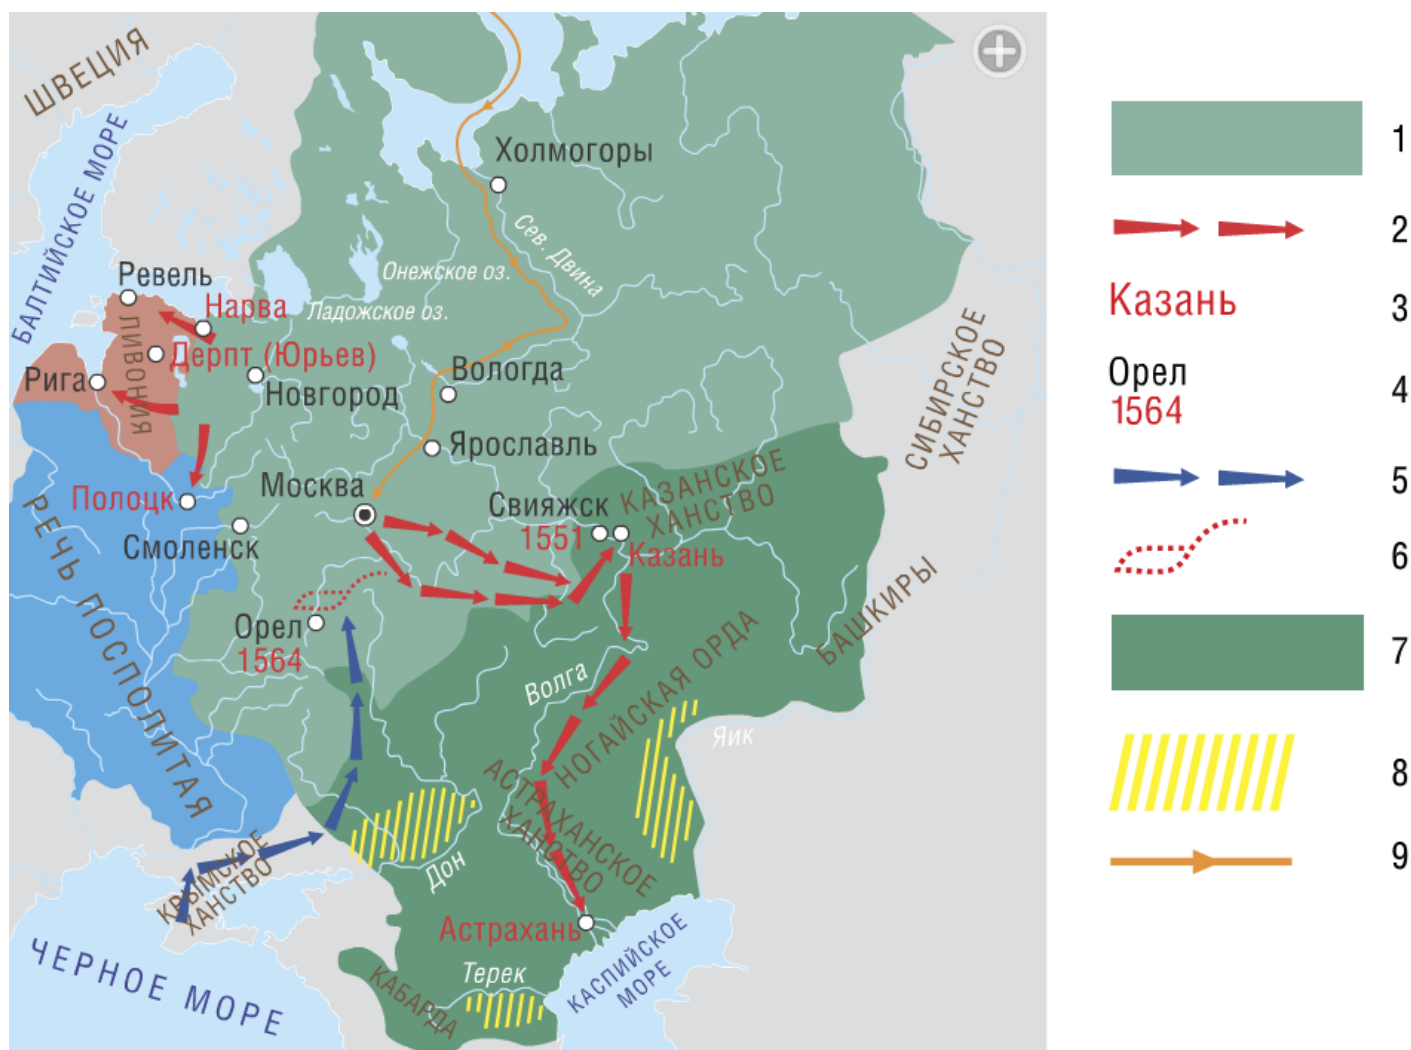 ШВЕЦИЯ
БАЛТИЙСКОЕ МОРЕ
Холмогоры
Сев. Двина
Онежское оз.
Ладожское оз.
Ревель
Нарва
ЛИВОНИЯ
Дерпт (Юрьев)
Рига
Новгород
Вологда
Ярославль
СИБИРСКОЕ
ХАНСТВО
Москва
Полоцк
Смоленск
РЕЧЬ ПОСПОЛИТАЯ
Свияжск
1551
КАЗАНСКОЕ
ХАНСТВО
Казань
БАШКИРЫ
Орел
1564
Волга
НОГАЙСКАЯ ОРДА
Яик
АСТРАХАНСКОЕ
ХАНСТВО
КРЫМСКОЕ
ХАНСТВО
Дон
Астрахань
ЧЕРНОЕ МОРЕ
Терек
КАБАРДА
КАСПИЙСКОЕ
МОРЕ
1
2
Казань 3
Орел
1564
4
5
6
7
8
9